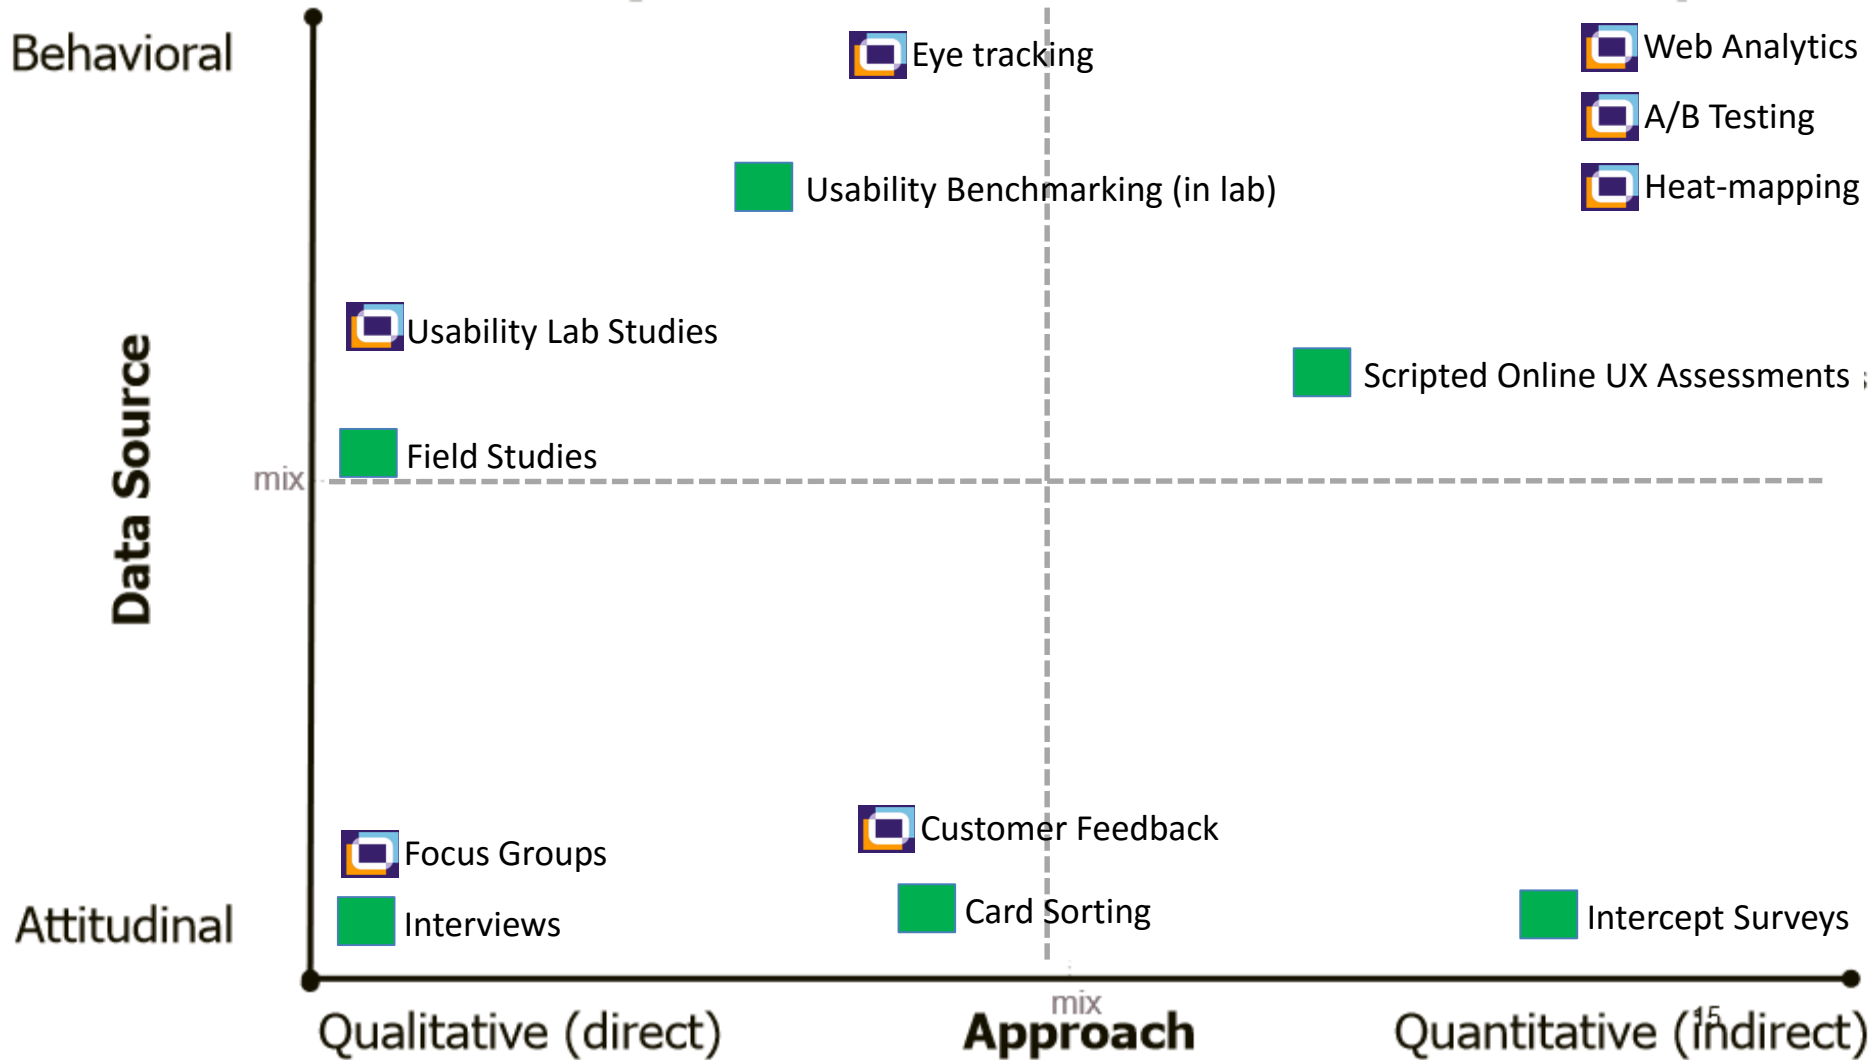 Behavioral
Eye tracking
Web Analytics
A/B Testing
Usability Benchmarking (in lab)
Heat-mapping
Usability Lab Studies
Scripted Online UX Assessments
Data Source
Field Studies
mix
Customer Feedback
Focus Groups
Card Sorting
Attitudinal
Interviews
Intercept Surveys
mix
Qualitative (direct)
Approach
Quantitative (indirect)
15